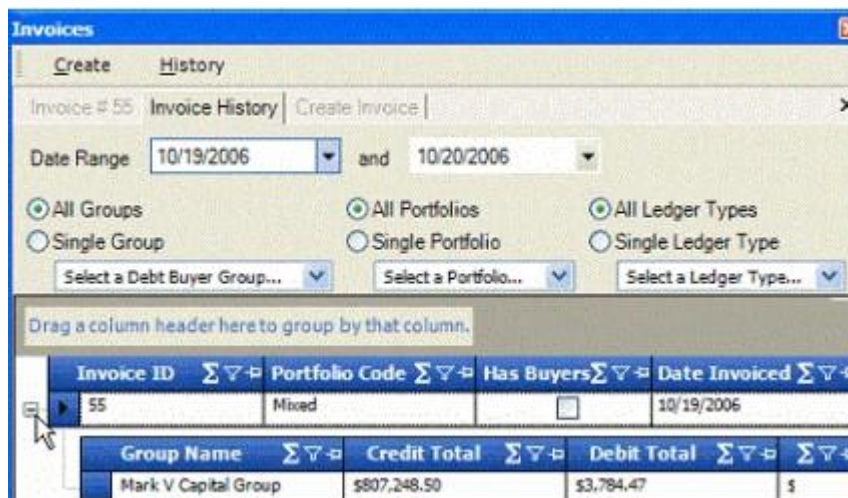 Invoices
Create History
Invoice # 55 Invoice History Create Invoice
Date Range 10/19/2006 and 10/20/2006
All Groups All Portfolios All Ledger Types
Single Group Single Portfolio Single Ledger Type
Select a Debt Buyer Group... Select a Portfolio... Select a Ledger Type...
Drag a column header here to group by that column.
Invoice ID Portfolio Code Has Buyers Date Invoiced
55 Mixed 10/19/2006
Group Name Credit Total Debit Total
Mark V Capital Group $807,248.50 $3,784.47 $